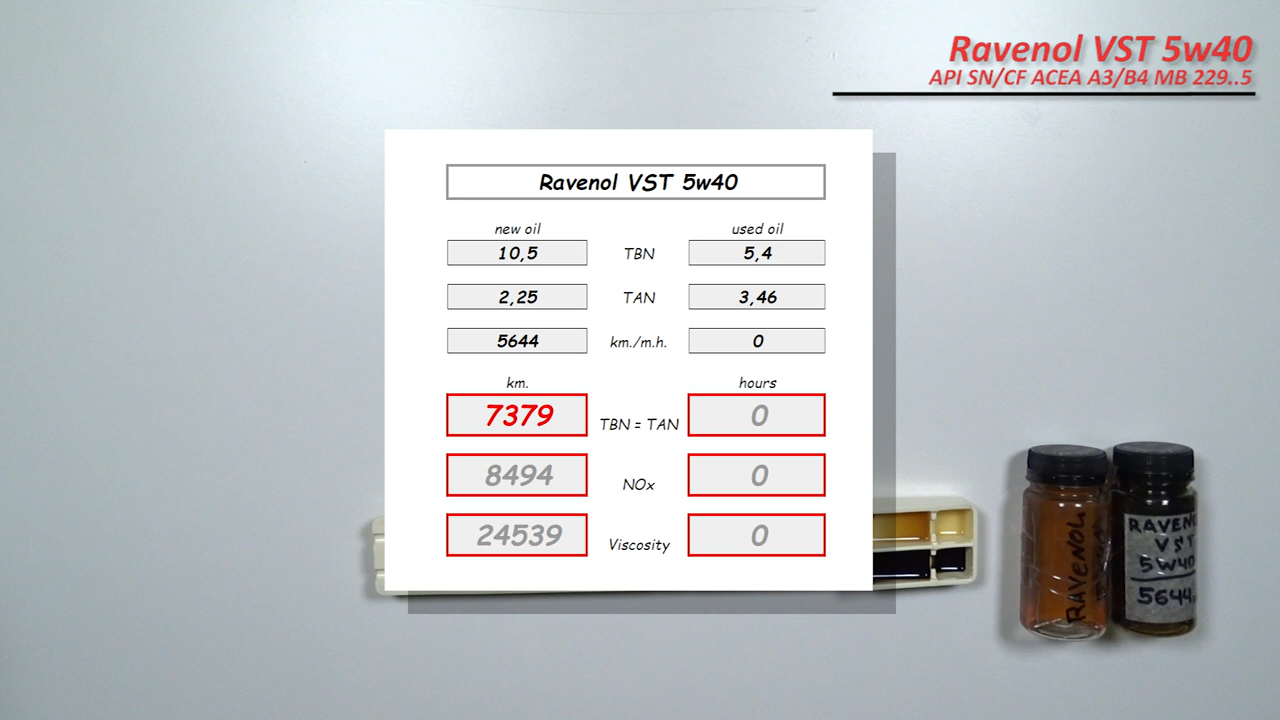 Ravenol VST 5w40
API SN/CF ACEA A3/B4 MB 229..5
Ravenol VST 5w40
new oil used oil
10,5 TBN 5,4
2,25 TAN 3,46
5644 km./m.h. 0
km. hours
7379 TBN = TAN 0
8494 NOx 0
24539 Viscosity 0
RAVENOL
RAVEN
VST
5W40
5644